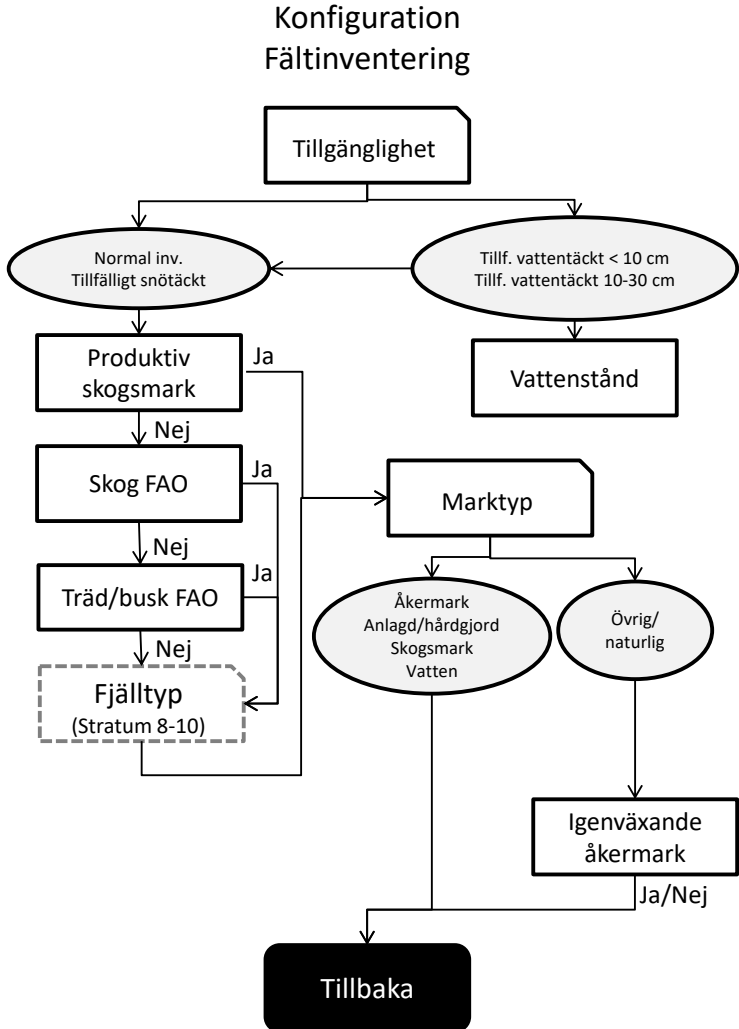 Konfiguration
Fältinventering
Tillgänglighet
Normal inv.
Tillfälligt snötäckt
Tillf. vattentäckt < 10 cm
Tillf. vattentäckt 10-30 cm
Produktiv
skogsmark
Ja
Vattenstånd
Nej
Skog FAO
Ja
Marktyp
Nej
Träd/busk FAO
Ja
Åkermark
Anlagd/hårdgjord
Skogsmark
Vatten
Övrig/
naturlig
Nej
Fjälltyp
(Stratum 8-10)
Igenväxande
åkermark
Ja/Nej
Tillbaka